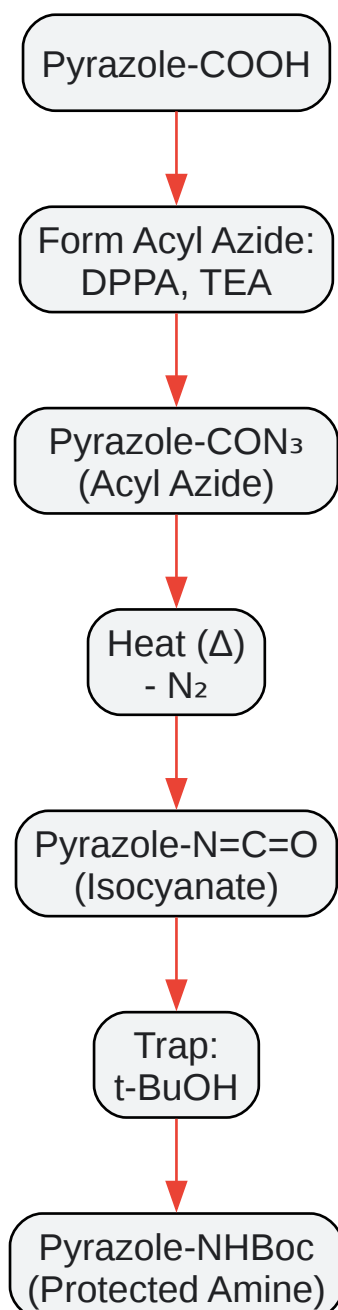 Pyrazole-COOH
Form Acyl Azide:
DPPA, TEA
Pyrazole-CON₃
(Acyl Azide)
Heat (Δ)
- N₂
Pyrazole-N=C=O
(Isocyanate)
Trap:
t-BuOH
Pyrazole-NHBoc
(Protected Amine)